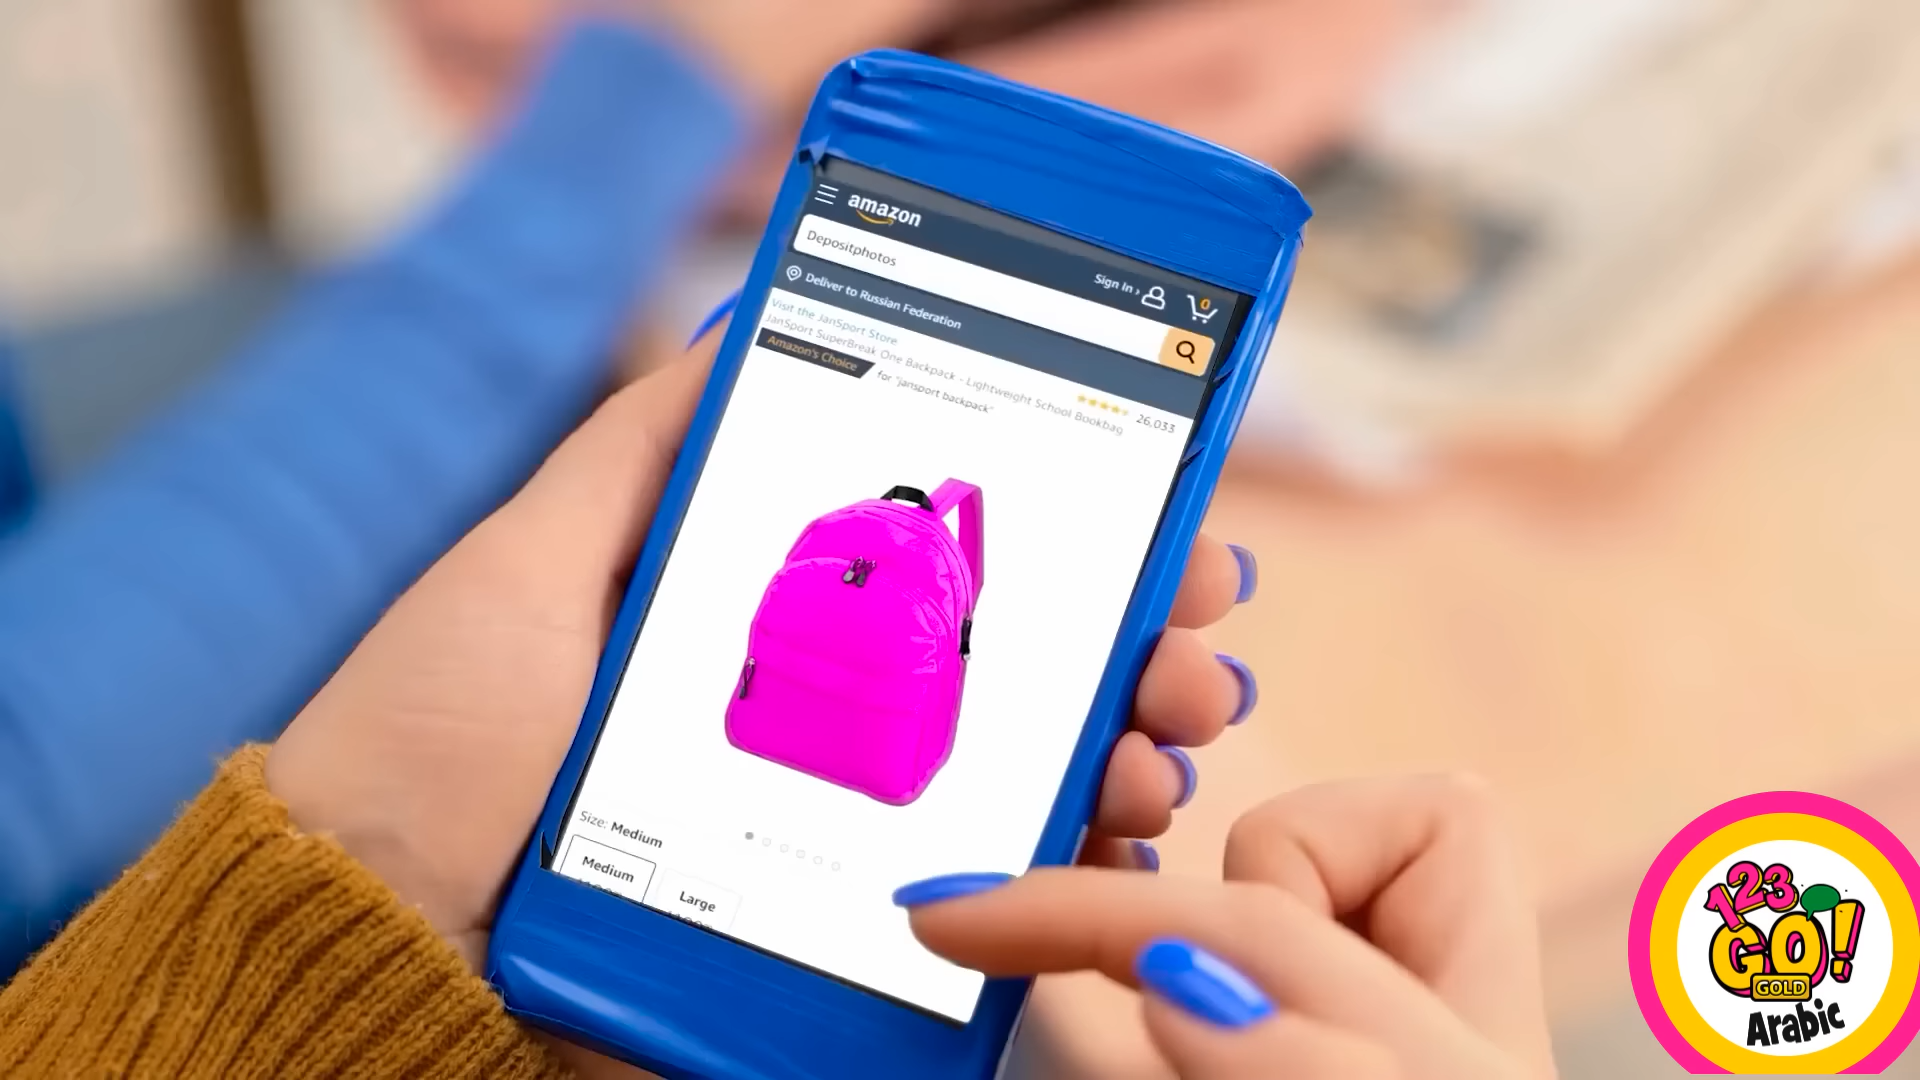 amazon
Depositphotos
Sign In ›
0
Deliver to Russian Federation
Visit the JanSport Store
JanSport SuperBreak One Backpack - Lightweight School Bookbag
26,033
Amazon's Choice
for "jansport backpack"
Size: Medium
Medium
Large
123
GO!
GOLD
Arabic